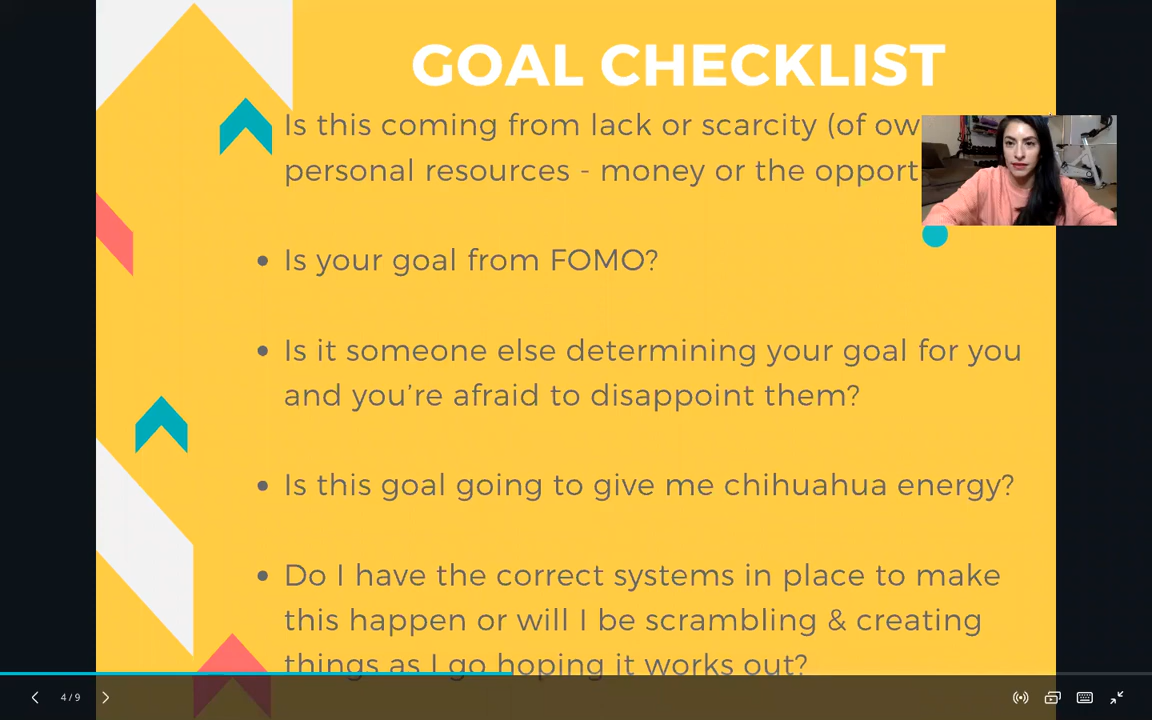 GOAL CHECKLIST
Is this coming from lack or scarcity (of
personal resources - money or the
• Is your goal from FOMO?
• Is it someone else determining your goal for you
and you’re afraid to disappoint them?
• Is this goal going to give me chihuahua energy?
• Do I have the correct systems in place to make
this happen or will I be scrambling & creating
things as I go hoping it works out?
4 / 9